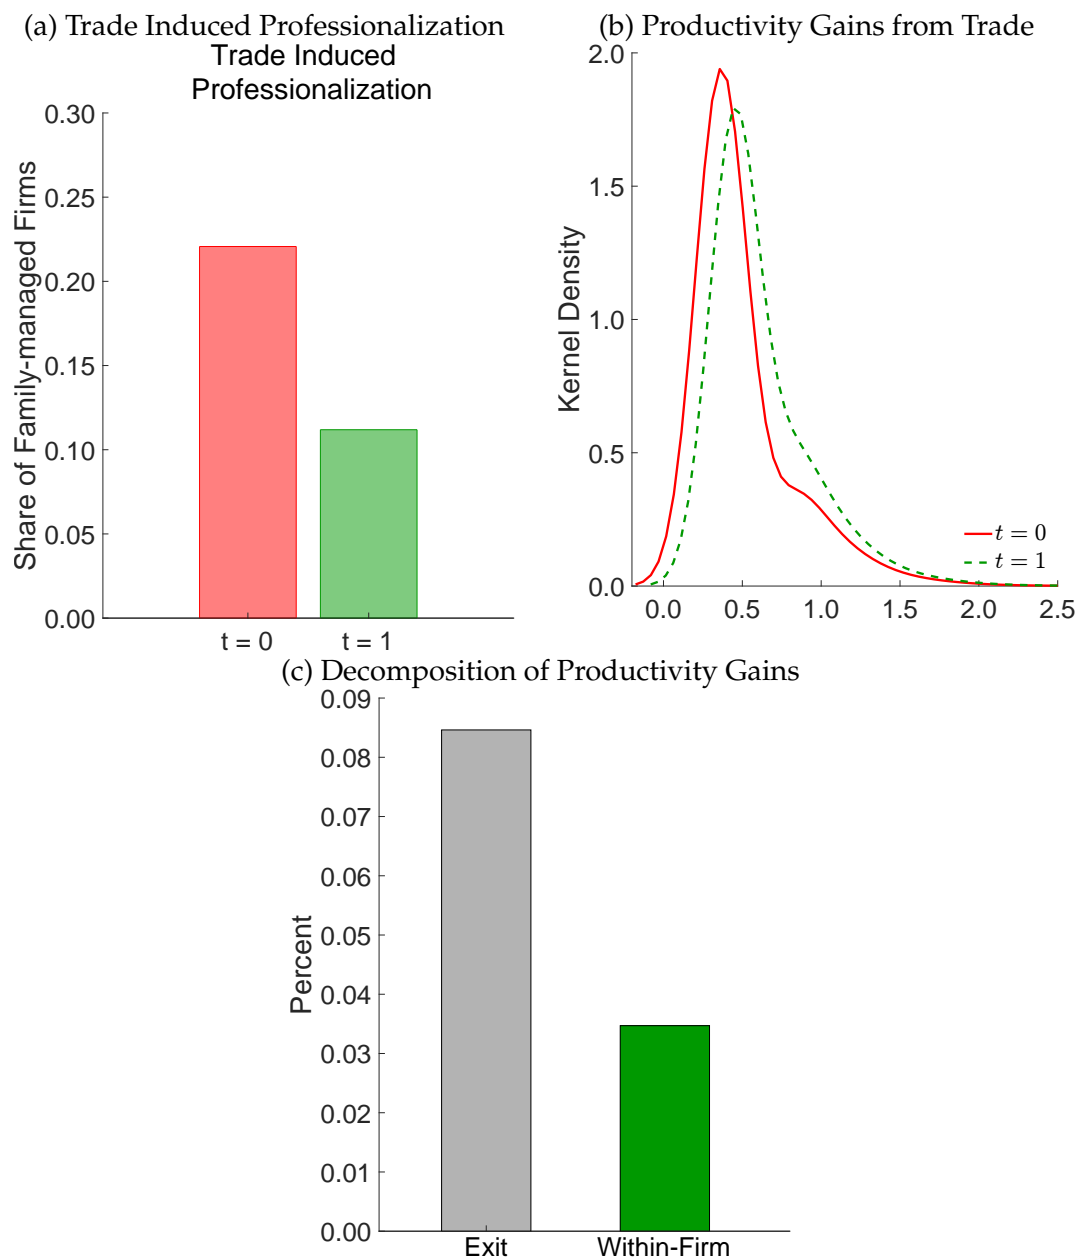 (a) Trade Induced Professionalization
Trade Induced
Professionalization
Share of Family-managed Firms
0.30
0.25
0.20
0.15
0.10
0.05
0.00
t = 0
t = 1
(b) Productivity Gains from Trade
Kernel Density
2.0
1.5
1.0
0.5
0.0
0.0
0.5
1.0
1.5
2.0
2.5
t = 0
t = 1
(c) Decomposition of Productivity Gains
Percent
0.09
0.08
0.07
0.06
0.05
0.04
0.03
0.02
0.01
0.00
Exit
Within-Firm